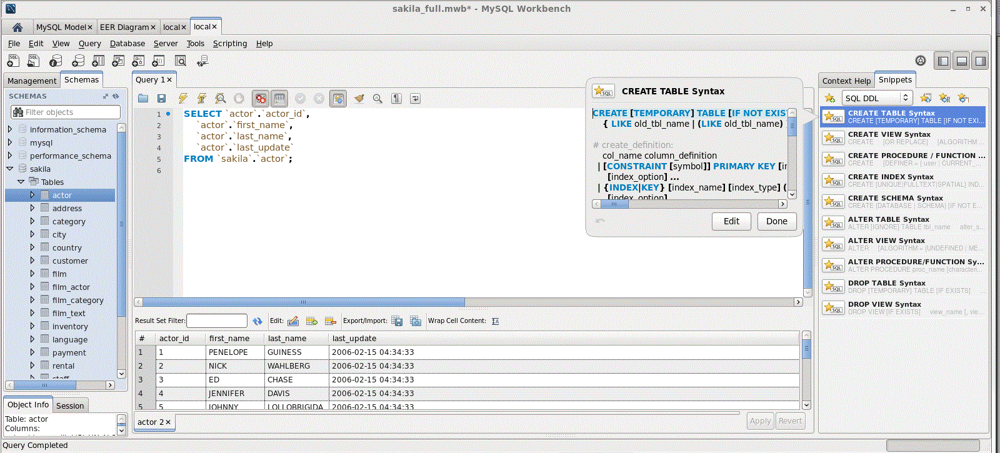 sakila_full.mwb* - MySQL Workbench
MySQL Model
EER Diagram
local
local
File Edit View Query Database Server Tools Scripting Help
Management
Schemas
Query 1
Context Help
Snippets
SCHEMAS
Filter objects
information_schema
mysql
performance_schema
sakila
Tables
actor
address
category
city
country
customer
film
film_actor
film_category
film_text
inventory
language
payment
rental
staff
Object Info
Session
Table: actor
Columns:
1 SELECT `actor`.`actor_id`,
2 `actor`.`first_name`,
3 `actor`.`last_name`,
4 `actor`.`last_update`
5 FROM `sakila`.`actor`;
6
CREATE TABLE Syntax
CREATE [TEMPORARY] TABLE [IF NOT EXIS
{ LIKE old_tbl_name | (LIKE old_tbl_name)
# create_definition:
col_name column_definition
| [CONSTRAINT [symbol]] PRIMARY KEY [in
[index_option] ...
| {INDEX|KEY} [index_name] [index_type] (
[index_option]
Edit
Done
SQL DDL
CREATE TABLE Syntax
CREATE [TEMPORARY] TABLE [IF NOT EXI...
CREATE VIEW Syntax
CREATE [OR REPLACE] [ALGORITHM ...
CREATE PROCEDURE / FUNCTION ...
CREATE [DEFINER = { user | CURRENT_...
CREATE INDEX Syntax
CREATE [UNIQUE|FULLTEXT|SPATIAL] IND...
CREATE SCHEMA Syntax
CREATE {DATABASE | SCHEMA} [IF NOT E...
ALTER TABLE Syntax
ALTER [IGNORE] TABLE tbl_name alter_s...
ALTER VIEW Syntax
ALTER [ALGORITHM = {UNDEFINED | ME...
ALTER PROCEDURE/FUNCTION Sy...
ALTER PROCEDURE proc_name [characteri...
DROP TABLE Syntax
DROP [TEMPORARY] TABLE [IF EXISTS] ...
DROP VIEW Syntax
DROP VIEW [IF EXISTS] view_name [, vie...
Result Set Filter:
Edit:
Export/Import:
Wrap Cell Content:
# actor_id first_name last_name last_update
1 1 PENELOPE GUINESS 2006-02-15 04:34:33
2 2 NICK WAHLBERG 2006-02-15 04:34:33
3 3 ED CHASE 2006-02-15 04:34:33
4 4 JENNIFER DAVIS 2006-02-15 04:34:33
5 5 JOHNNY LOLLOBRIGIDA 2006-02-15 04:34:33
actor 2
Apply
Revert
Query Completed